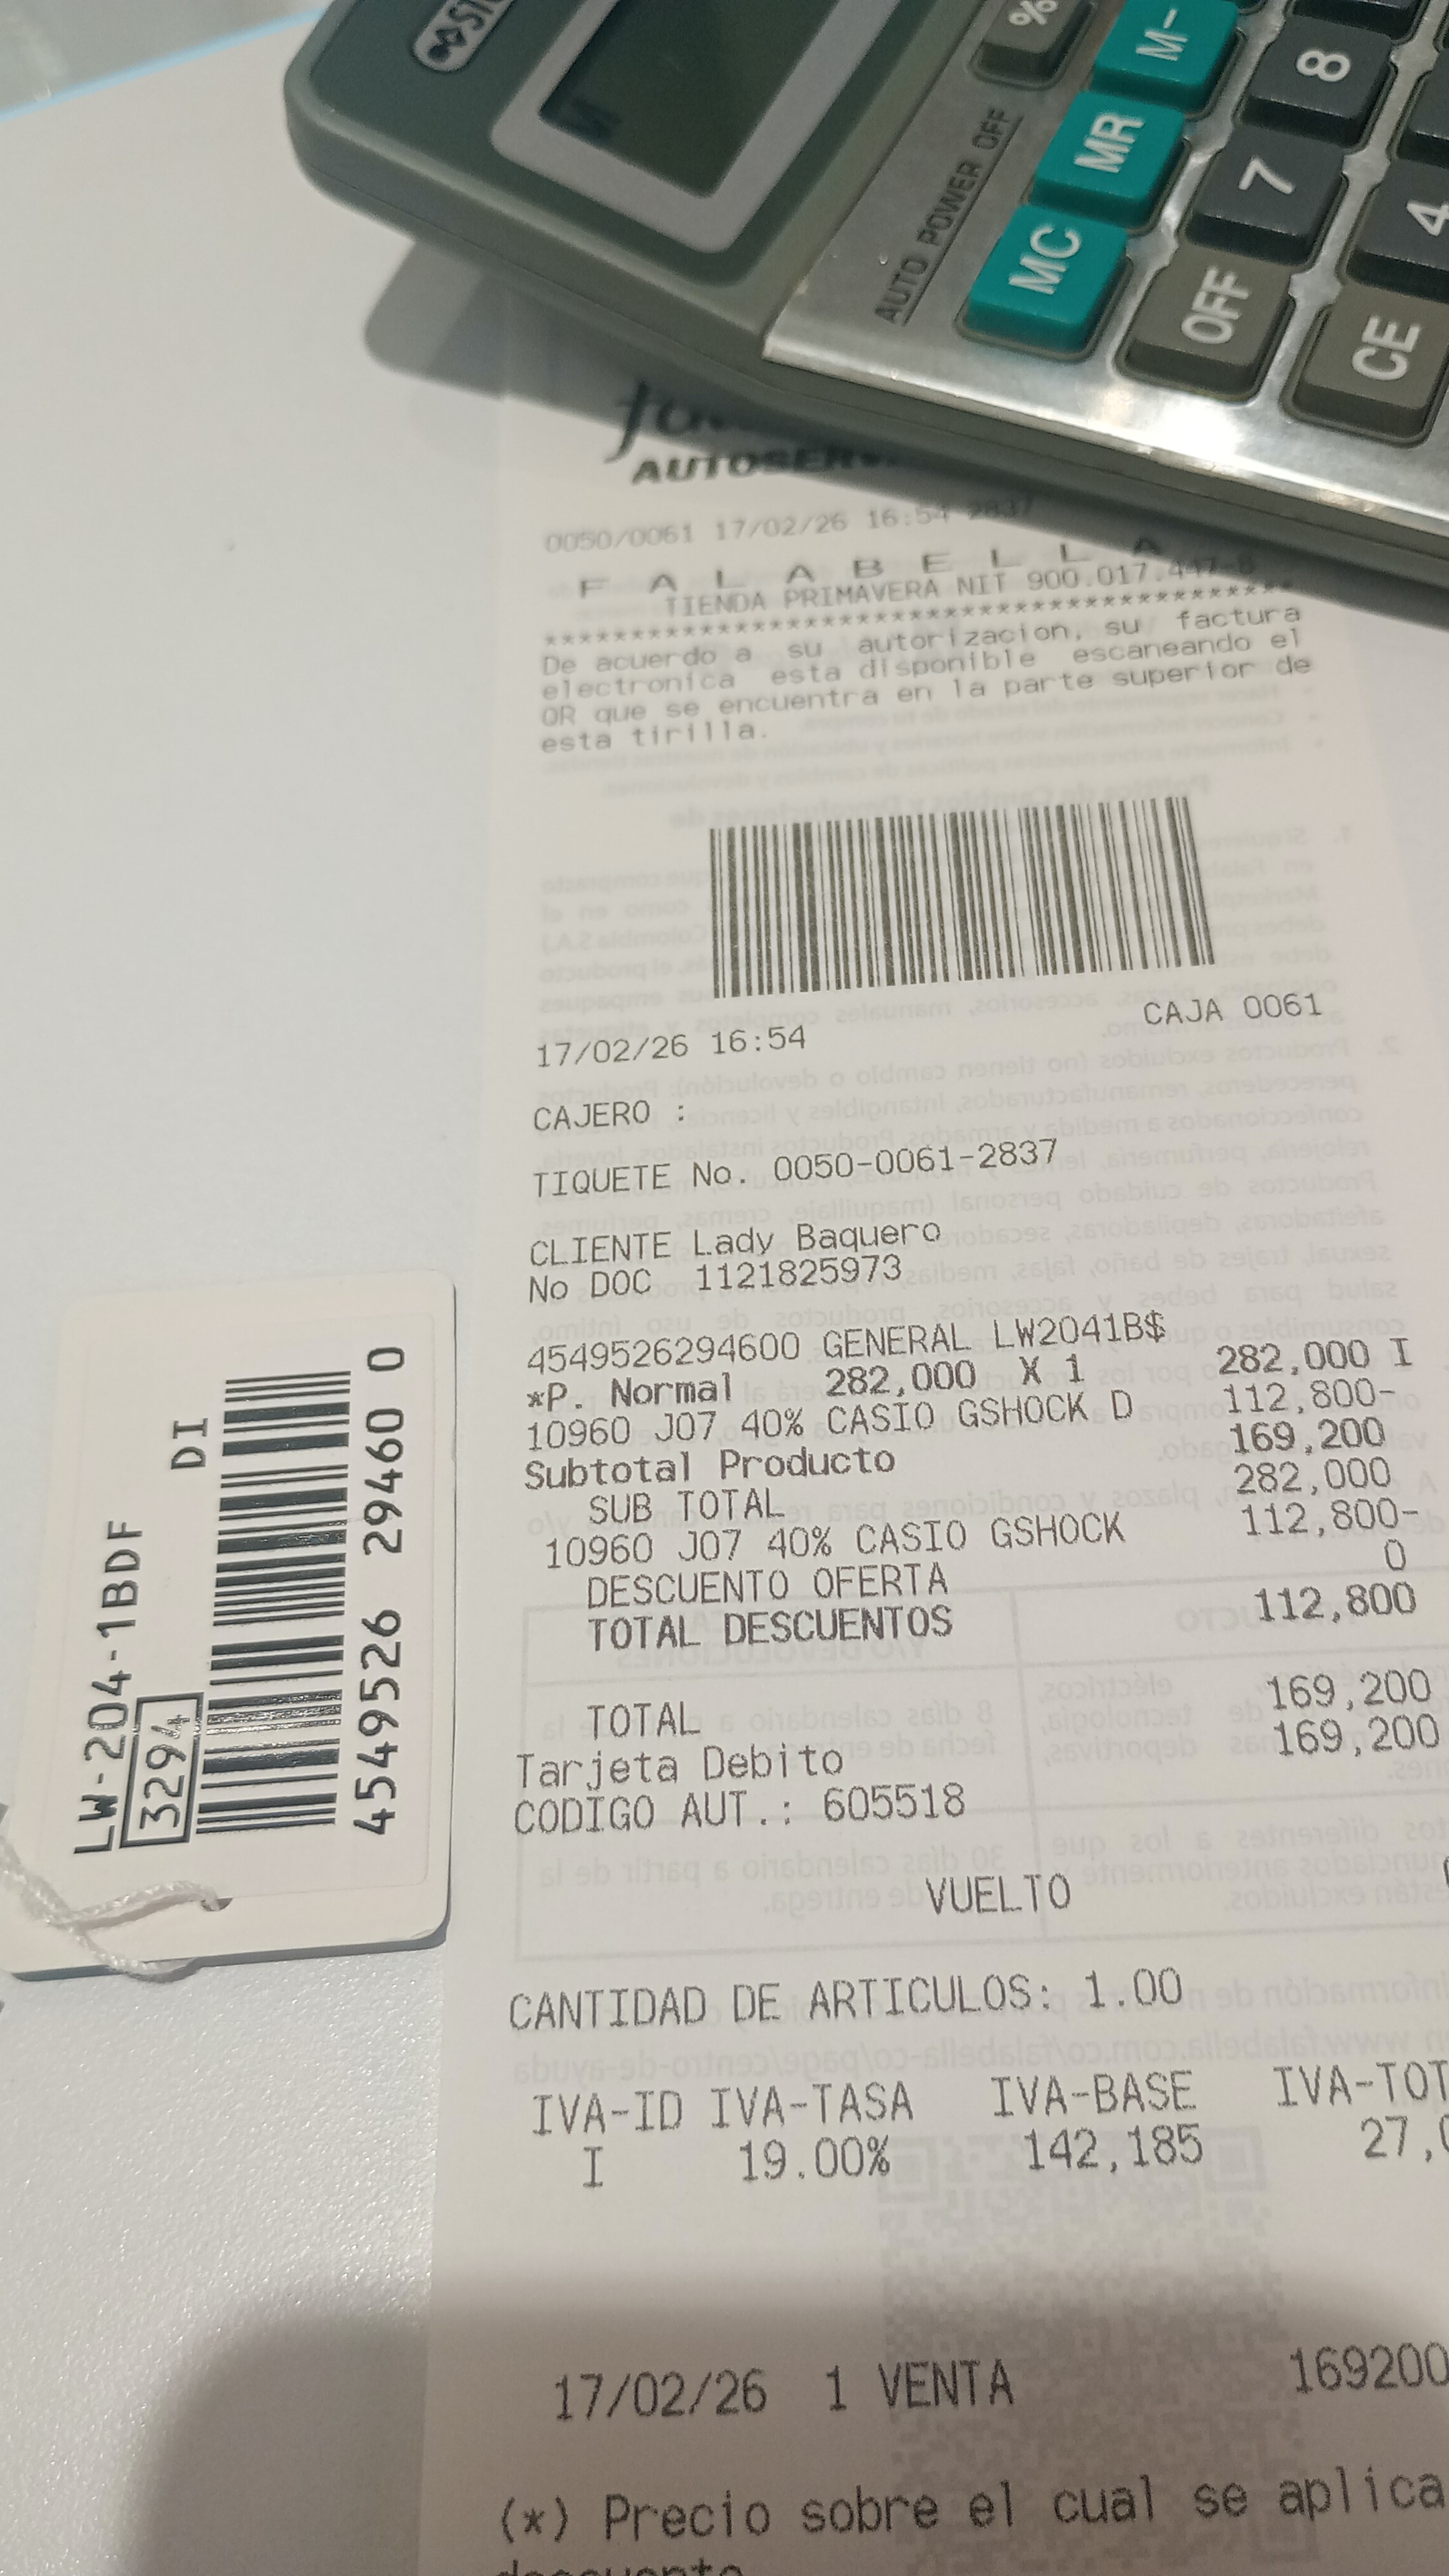 %
M-
8
MR
7
4
AUTO POWER OFF
MC
OFF
CE
0050/0061 17/02/26 16:54 2837
F A L A B E L L A
TIENDA PRIMAVERA NIT 900.017.447-8
******************************************
De acuerdo a su autorizacion, su factura
electronica esta disponible escaneando el
QR que se encuentra en la parte superior de
esta tirilla.
17/02/26 16:54 CAJA 0061
CAJERO :
TIQUETE No. 0050-0061-2837
CLIENTE Lady Baquero
No DOC 1121825973
4549526294600 GENERAL LW2041B$
*P. Normal 282,000 X 1 282,000 I
10960 J07 40% CASIO GSHOCK D 112,800-
Subtotal Producto 169,200
SUB TOTAL 282,000
10960 J07 40% CASIO GSHOCK 112,800-
DESCUENTO OFERTA 0
TOTAL DESCUENTOS 112,800
TOTAL 169,200
Tarjeta Debito 169,200
CODIGO AUT.: 605518
VUELTO
CANTIDAD DE ARTICULOS: 1.00
IVA-ID IVA-TASA IVA-BASE IVA-TOT
I 19.00% 142,185 27,
17/02/26 1 VENTA 169200
(*) Precio sobre el cual se aplica
LW-204-1BDF DI
3294
4549526 29460 0